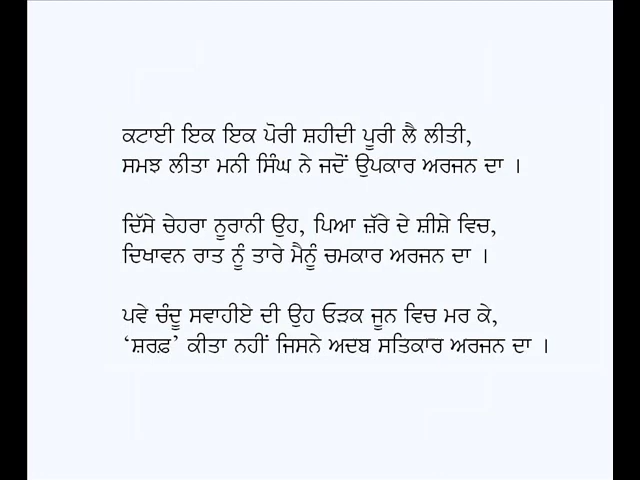 ਕਟਾਈ ਇਕ ਇਕ ਪੋਰੀ ਸ਼ਹੀਦੀ ਪੂਰੀ ਲੈ ਲੀਤੀ,
ਸਮਝ ਲੀਤਾ ਮਨੀ ਸਿੰਘ ਨੇ ਜਦੋਂ ਉਪਕਾਰ ਅਰਜਨ ਦਾ ।
ਦਿੱਸੇ ਚੇਹਰਾ ਨੂਰਾਨੀ ਉਹ, ਪਿਆ ਜ਼ੱਰੇ ਦੇ ਸ਼ੀਸ਼ੇ ਵਿਚ,
ਦਿਖਾਵਨ ਰਾਤ ਨੂੰ ਤਾਰੇ ਮੈਨੂੰ ਚਮਕਾਰ ਅਰਜਨ ਦਾ ।
ਪਵੇ ਚੰਦੂ ਸਵਾਹੀਏ ਦੀ ਉਹ ਓੜਕ ਜੂਨ ਵਿਚ ਮਰ ਕੇ,
‘ਸ਼ਰਫ਼’ ਕੀਤਾ ਨਹੀਂ ਜਿਸਨੇ ਅਦਬ ਸਤਿਕਾਰ ਅਰਜਨ ਦਾ ।